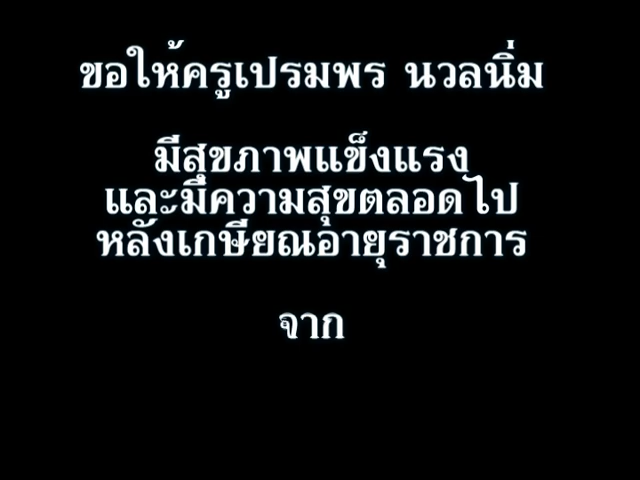 ขอให้ครูเปรมพร นวลนิ่ม
มีสุขภาพแข็งแรง
และมีความสุขตลอดไป
หลังเกษียณอายุราชการ
จาก